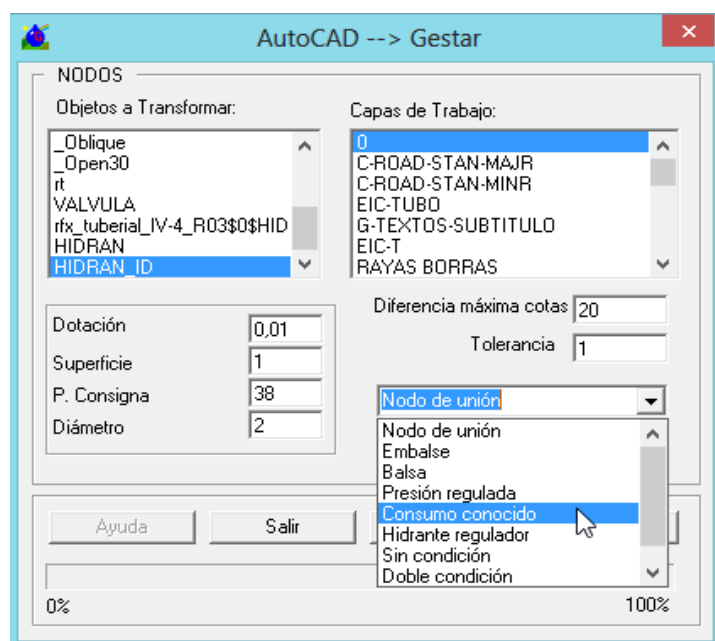 AutoCAD --> Gestar
NODOS
Objetos a Transformar:
_Oblique
_Open30
rt
VALVULA
rfx_tuberial_IV-4_R03$0$HID
HIDRAN
HIDRAN_ID
Capas de Trabajo:
0
C-ROAD-STAN-MAJR
C-ROAD-STAN-MINR
EIC-TUBO
G-TEXTOS-SUBTITULO
EIC-T
RAYAS BORRAS
Dotación 0,01
Superficie 1
P. Consigna 38
Diámetro 2
Diferencia máxima cotas 20
Tolerancia 1
Nodo de unión
Nodo de unión
Embalse
Balsa
Presión regulada
Consumo conocido
Hidrante regulador
Sin condición
Doble condición
Ayuda
Salir
0%
100%